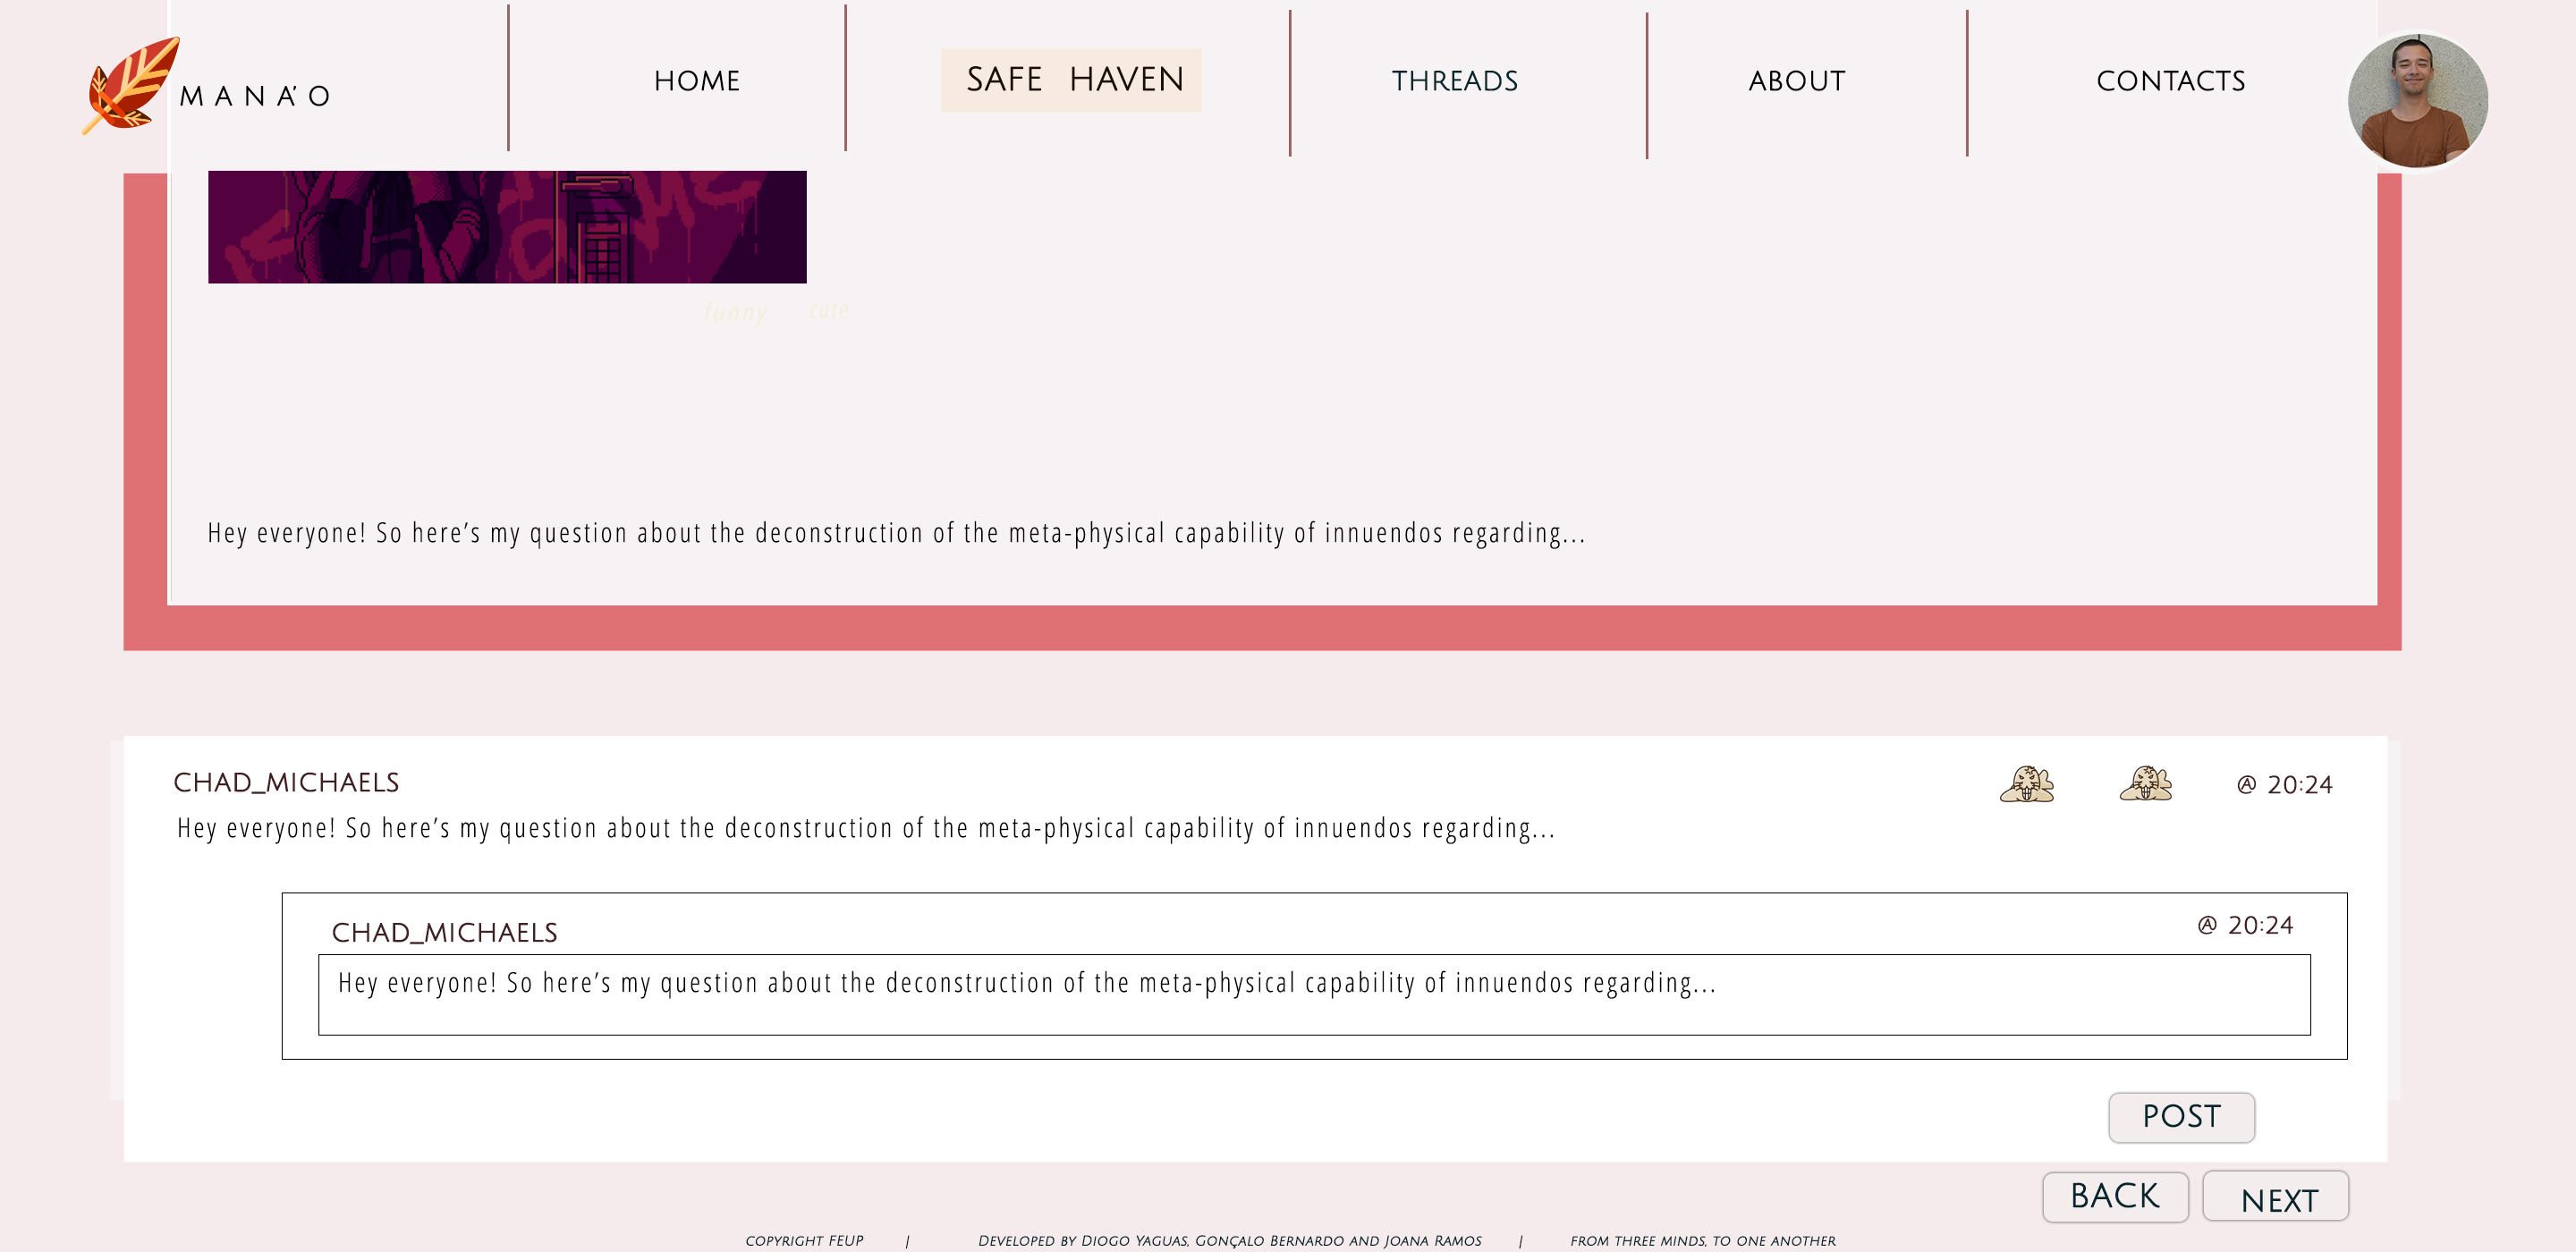 MANA'O
HOME
SAFE HAVEN
THREADS
ABOUT
CONTACTS
funny cute
Hey everyone! So here's my question about the deconstruction of the meta-physical capability of innuendos regarding...
CHAD_MICHAELS
@ 20:24
Hey everyone! So here's my question about the deconstruction of the meta-physical capability of innuendos regarding...
CHAD_MICHAELS
@ 20:24
Hey everyone! So here's my question about the deconstruction of the meta-physical capability of innuendos regarding...
POST
BACK
NEXT
COPYRIGHT FEUP | DEVELOPED BY DIOGO YAGUAS, GONÇALO BERNARDO AND JOANA RAMOS | FROM THREE MINDS, TO ONE ANOTHER